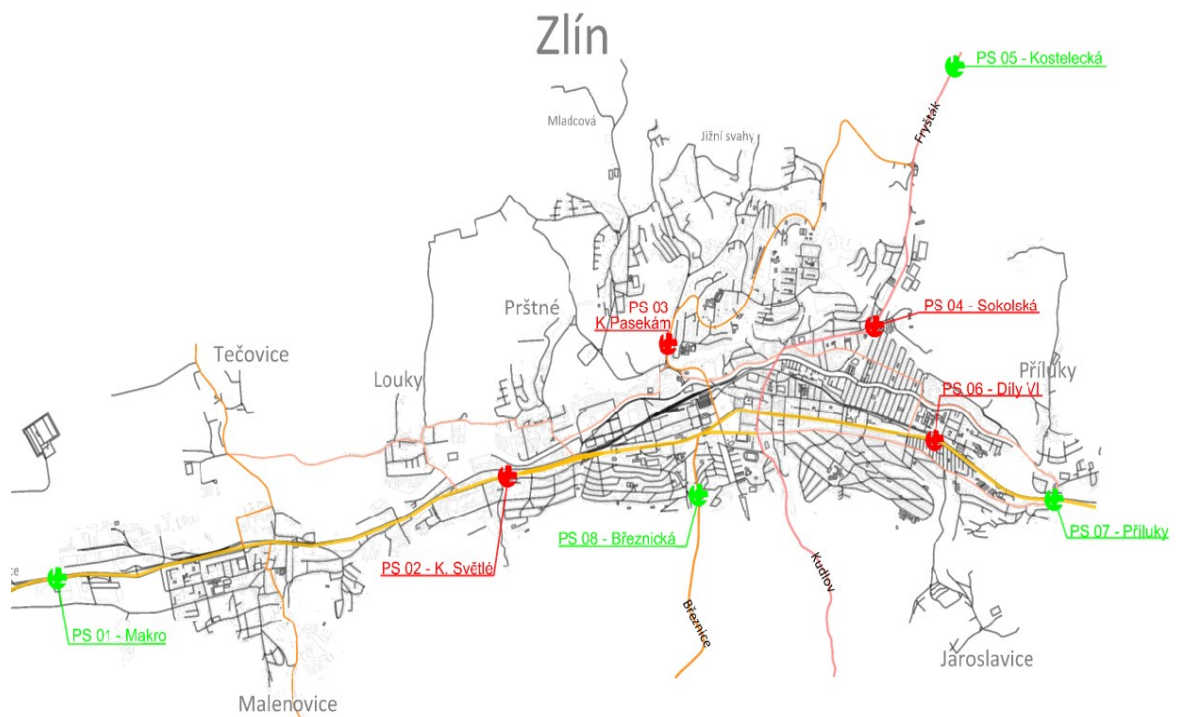 Zlín
PS 05 - Kostelecká
Fryšták
Mladcová
Jižní svahy
PS 03
K Pasekám
PS 04 - Sokolská
Prštné
Tečovice
Louky
Příluky
PS 06 - Díly VI
PS 08 - Březnická
PS 07 - Příluky
PS 02 - K. Světlé
Kudlov
PS 01 - Makro
Březnice
Jaroslavice
Malenovice